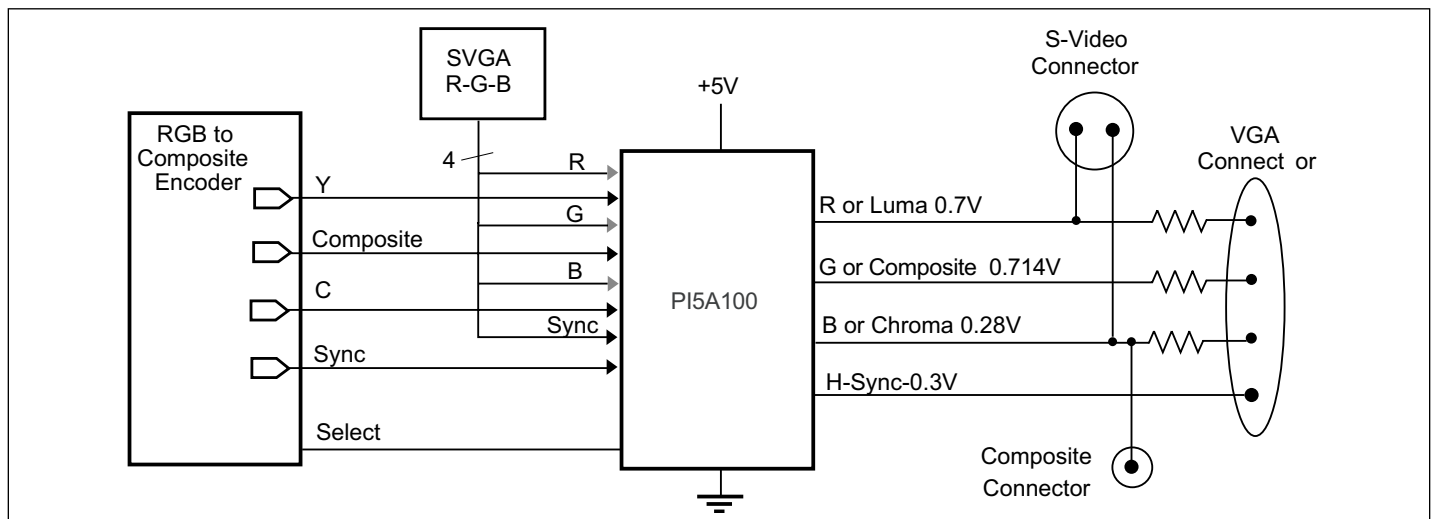 SVGA
R-G-B
S-Video
Connector
+5V
RGB to
Composite
Encoder
VGA
Connect or
4
R
Y
R or Luma 0.7V
G
Composite
G or Composite 0.714V
B
C
PI5A100
Sync
B or Chroma 0.28V
Sync
H-Sync-0.3V
Select
Composite
Connector